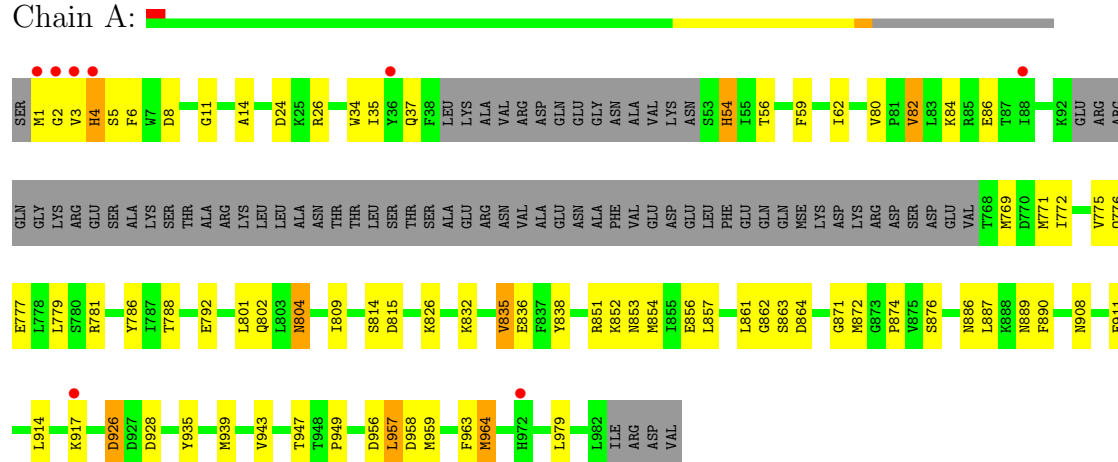 Chain A:
SER M1 G2 V3 H4 S5 F6 W7 D8 G11 A14 D24 K25 R26 W34 I35 Y36 Q37 F38 LEU LYS ALA VAL ARG ASP GLN GLU GLY ASN ALA VAL LYS ASN S53 H54 I55 T56 F59 I62 V80 P81 V82 L83 K84 R85 E86 T87 I88 K92 GLU ARG ARG
GLN GLY LYS ARG GLU SER ALA LYS SER THR ALA ARG LYS LEU LEU ALA ASN THR THR LEU SER THR SER ALA GLU ARG ASN VAL ALA GLU ASN ALA PHE VAL GLU ASP GLU LEU PHE GLU GLN GLN MSE LYS ASP LYS ARG ASP SER ASP GLU VAL T768 M769 D770 M771 I772 V775
E777 L778 L779 S780 R781 Y786 I787 T788 E792 L801 Q802 L803 N804 I809 S814 D815 K826 K832 V835 E836 F837 Y838 R851 K852 N853 M854 I855 E856 L857 L861 G862 S863 D864 G871 M872 G873 P874 V875 S876 N886 L887 K888 N889 F890 N908
L914 K917 D926 D927 D928 Y935 M939 V943 T947 T948 P949 D956 L957 D958 M959 F963 M964 H972 L979 L982 ILE ARG ASP VAL